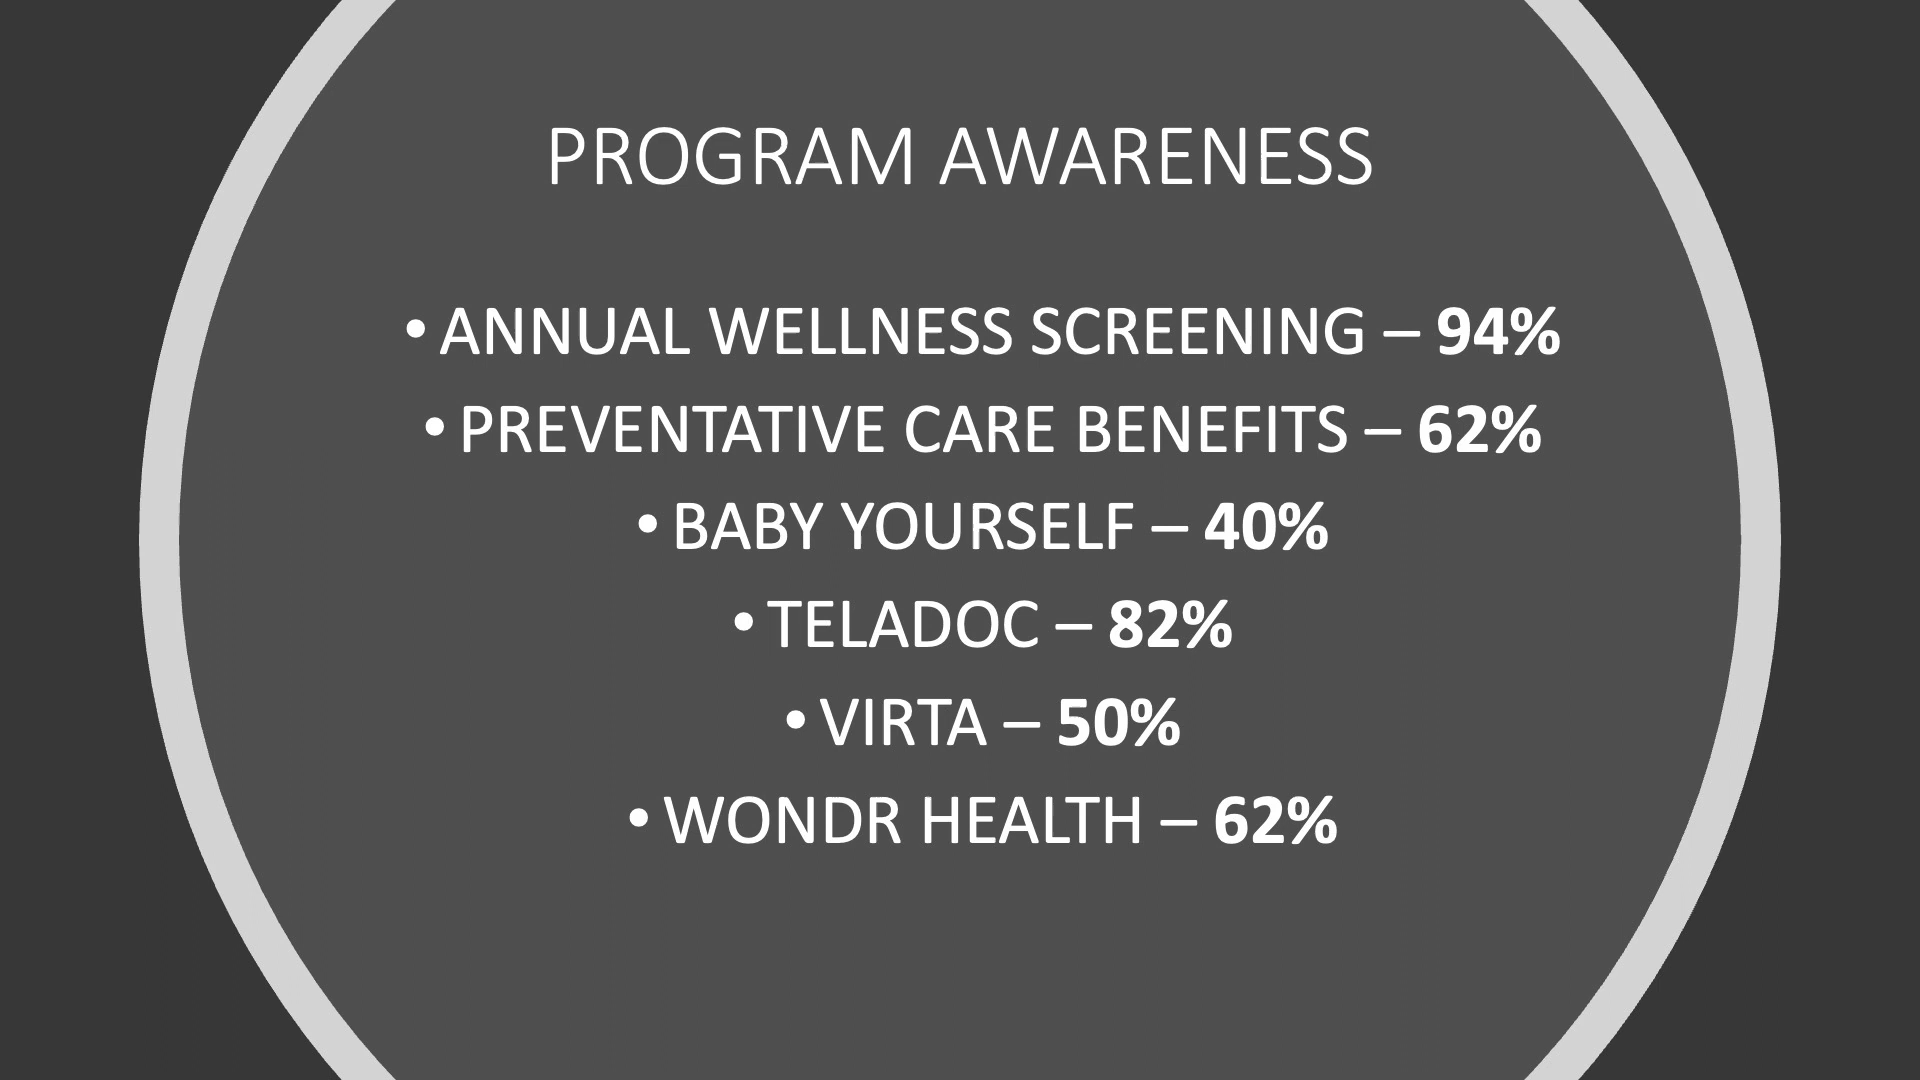 PROGRAM AWARENESS
• ANNUAL WELLNESS SCREENING – 94%
• PREVENTATIVE CARE BENEFITS – 62%
• BABY YOURSELF – 40%
• TELADOC – 82%
• VIRTA – 50%
• WONDR HEALTH – 62%